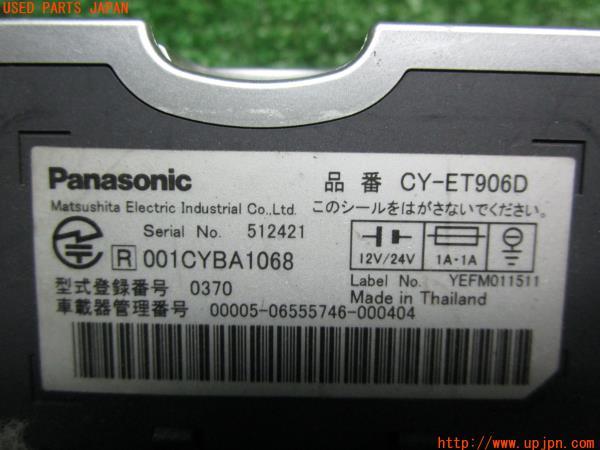 USED PARTS JAPAN
Panasonic 品番 CY-ET906D
Matsushita Electric Industrial Co.,Ltd. このシールをはがさないでください。
Serial No. 512421
R 001CYBA1068 12V/24V 1A・1A
Label No. YEFM011511
型式登録番号 0370 Made in Thailand
車載器管理番号 00005-06555746-000404
http://www.upjpn.com